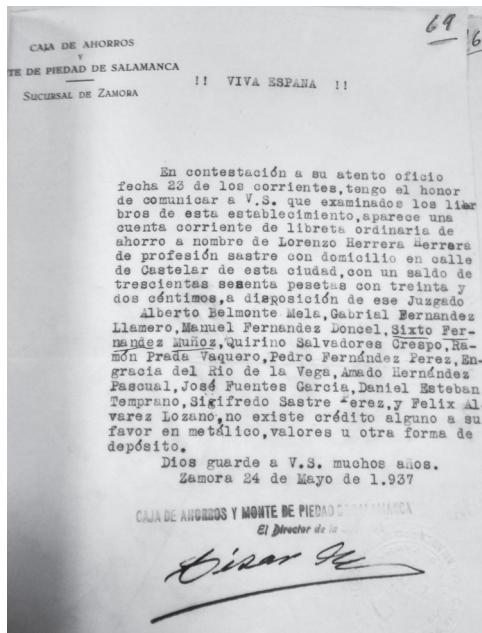 69
6
CAJA DE AHORROS
Y
TE DE PIEDAD DE SALAMANCA
SUCURSAL DE ZAMORA
!! VIVA ESPAÑA !!
En contestación a su atento oficio
fecha 23 de los corrientes,tengo el honor
de comunicar a V.S. que examinados los
bros de esta establecimiento,aparece una
cuenta corriente de libreta ordinaria de
ahorro a nombre de Lorenzo Herrera Herrera
de profesión sastre con domicilio en calle
de Castelar de esta ciudad,con un saldo de
trescientas sesenta pesetas con treinta y
dos céntimos,a disposición de ese Juzgado
Alberto Belmonte Mela,Gabrial Fernandez
Llamero,Manuel Fernandez Doncel,Sixto Fer-
nandez Muñoz,Quirino Salvadores Crespo,Ra-
món Prada Vaquero,Pedro Fernández Perez,En-
gracia del Rio de la Vega,Amado Hernández
Pascual,José Fuentes Garcia,Daniel Esteban
Temprano,Sigifredo Sastre Perez,y Felix Al
varez Lozano,no existe crédito alguno a su
favor en metálico,valores u otra forma de
depósito.
Dios guarde a V.S. muchos años.
Zamora 24 de Mayo de 1.937
CAJA DE AHORROS Y MONTE DE PIEDAD DE SALAMANCA
El Director de la